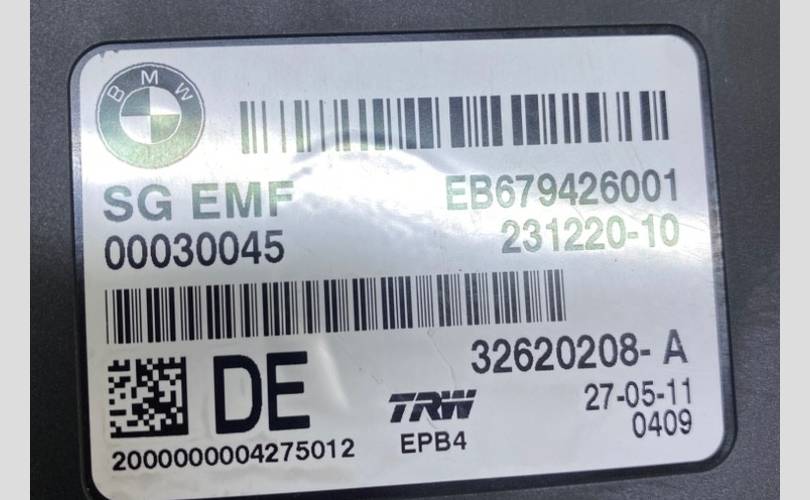 BMW
SG EMF EB679426001
00030045 231220-10
32620208- A
DE TRW 27-05-11
EPB4 0409
2000000004275012